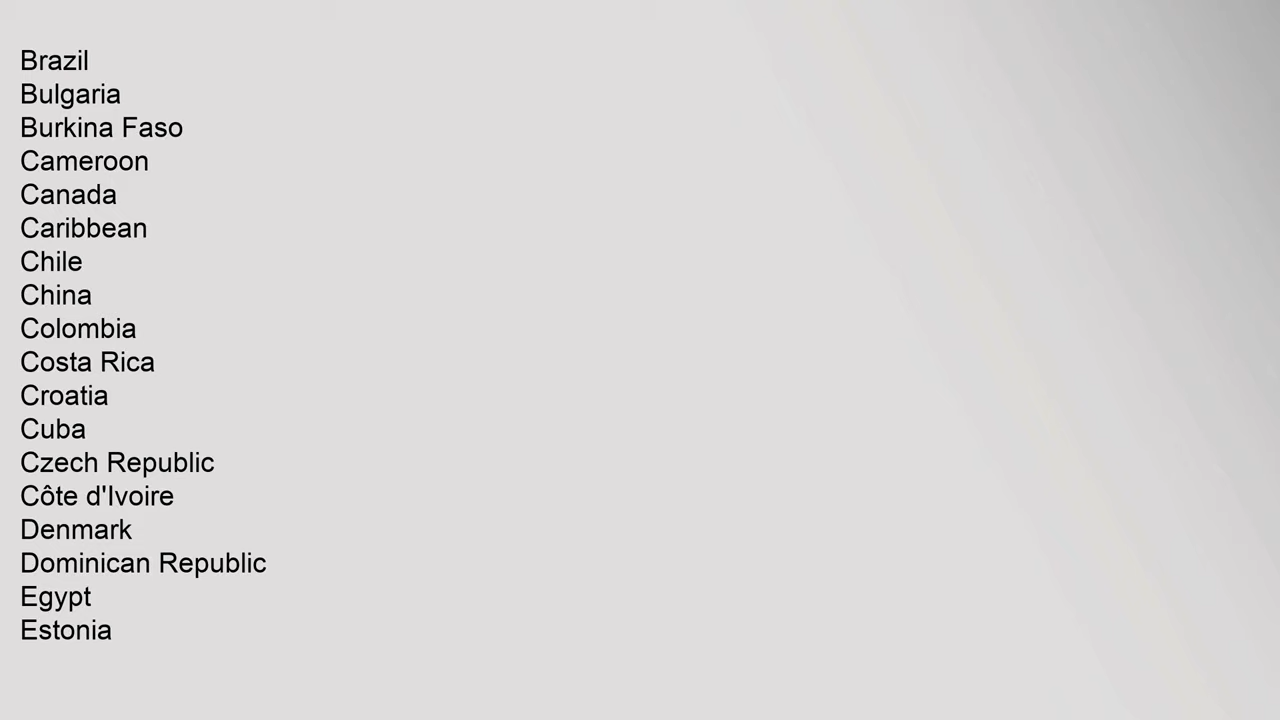 Brazil
Bulgaria
Burkina Faso
Cameroon
Canada
Caribbean
Chile
China
Colombia
Costa Rica
Croatia
Cuba
Czech Republic
Côte d'Ivoire
Denmark
Dominican Republic
Egypt
Estonia